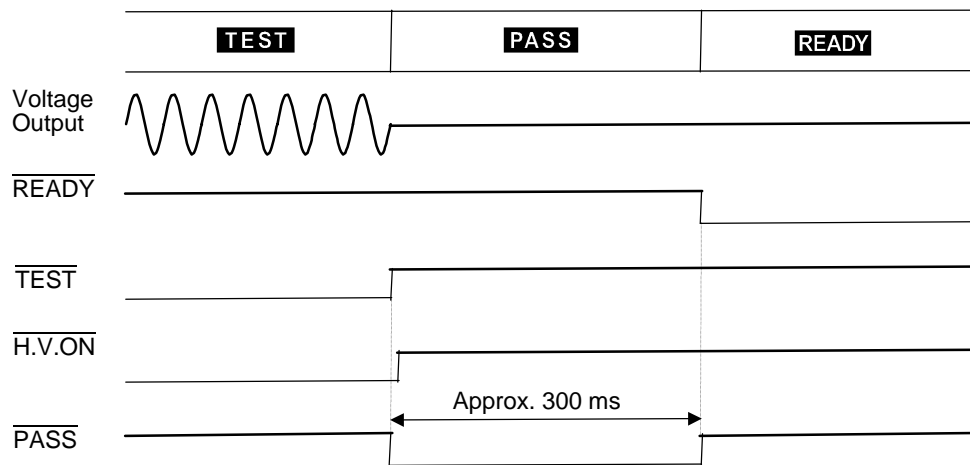 TEST PASS READY
Voltage
Output
READY
TEST
H.V.ON
Approx. 300 ms
PASS